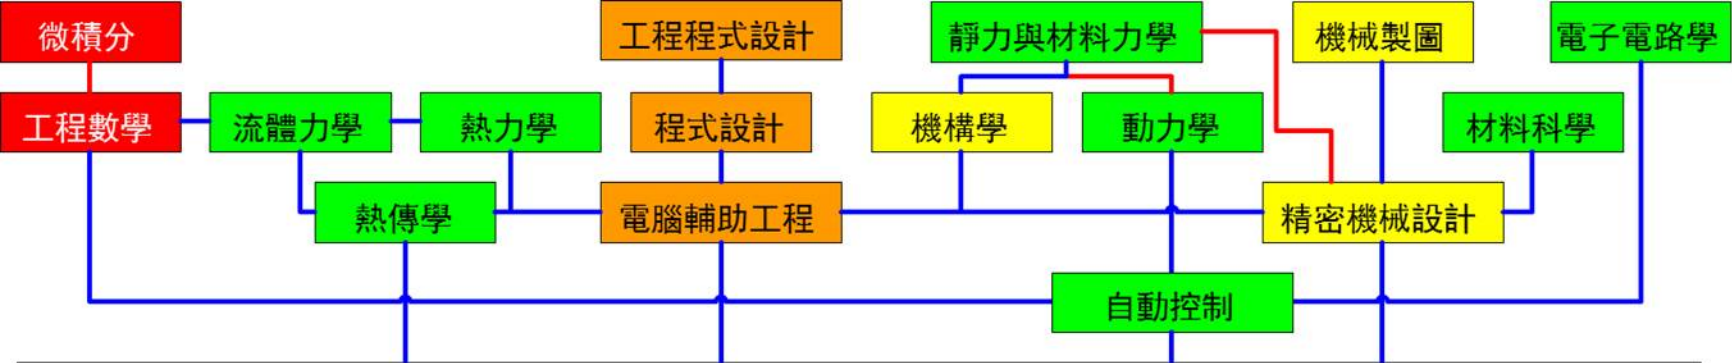 微積分
工程程式設計
靜力與材料力學
機械製圖
電子電路學
工程數學
流體力學
熱力學
程式設計
機構學
動力學
材料科學
熱傳學
電腦輔助工程
精密機械設計
自動控制